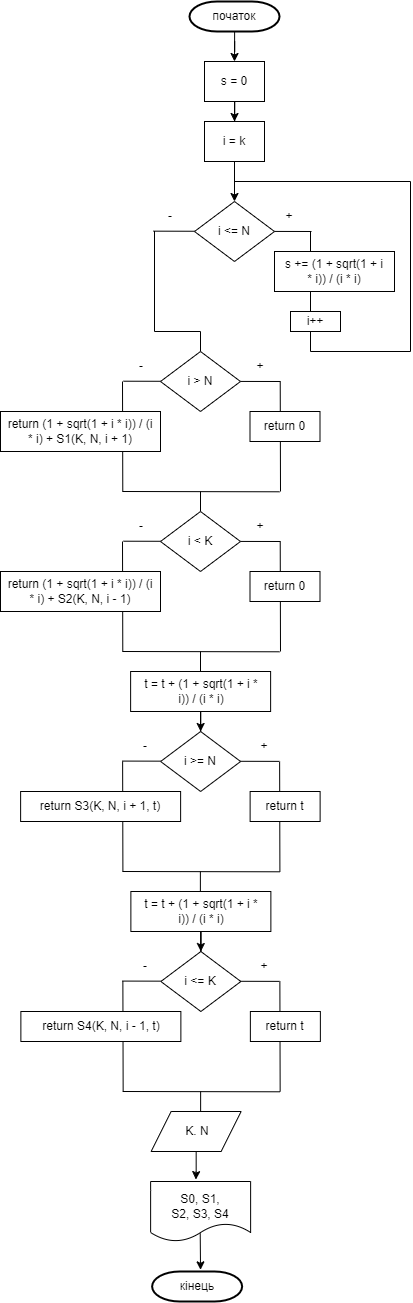 початок
s = 0
i = k
-
+
i <= N
s += (1 + sqrt(1 + i
* i)) / (i * i)
i++
-
+
i > N
return (1 + sqrt(1 + i * i)) / (i
* i) + S1(K, N, i + 1)
return 0
-
+
i < K
return (1 + sqrt(1 + i * i)) / (i
* i) + S2(K, N, i - 1)
return 0
t = t + (1 + sqrt(1 + i *
i)) / (i * i)
-
+
i >= N
return S3(K, N, i + 1, t)
return t
t = t + (1 + sqrt(1 + i *
i)) / (i * i)
-
+
i <= K
return S4(K, N, i - 1, t)
return t
K. N
S0, S1,
S2, S3, S4
кінець